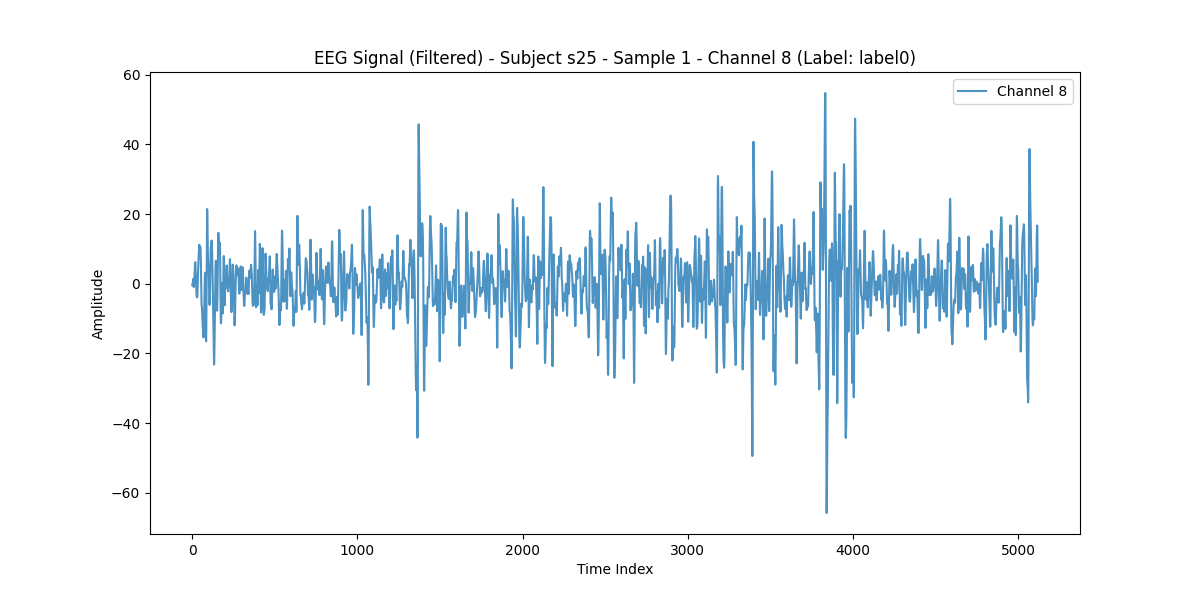 EEG Signal (Filtered) - Subject s25 - Sample 1 - Channel 8 (Label: label0)
Channel 8
60
40
20
0
−20
−40
−60
Amplitude
0 1000 2000 3000 4000 5000
Time Index